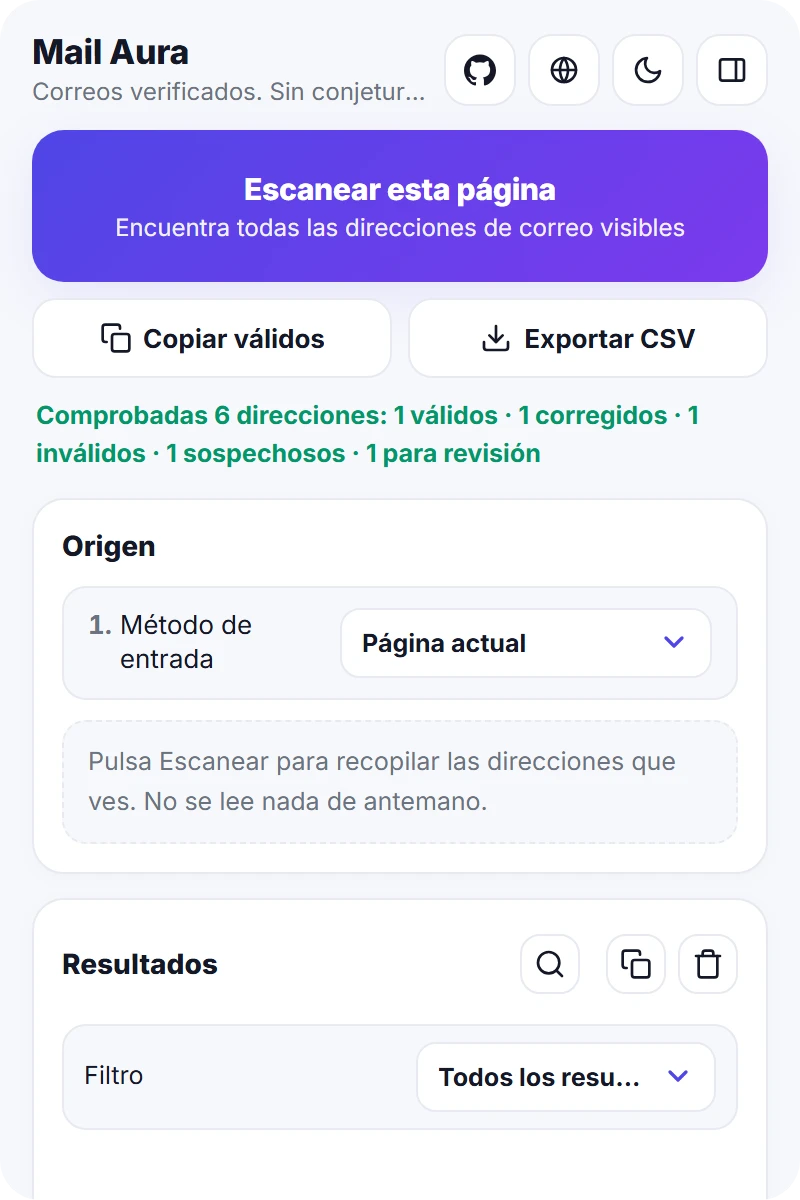 Mail Aura
Correos verificados. Sin conjetur...
Escanear esta página
Encuentra todas las direcciones de correo visibles
Copiar válidos
Exportar CSV
Comprobadas 6 direcciones: 1 válidos · 1 corregidos · 1
inválidos · 1 sospechosos · 1 para revisión
Origen
1. Método de
entrada
Página actual
Pulsa Escanear para recopilar las direcciones que
ves. No se lee nada de antemano.
Resultados
Filtro
Todos los resu...